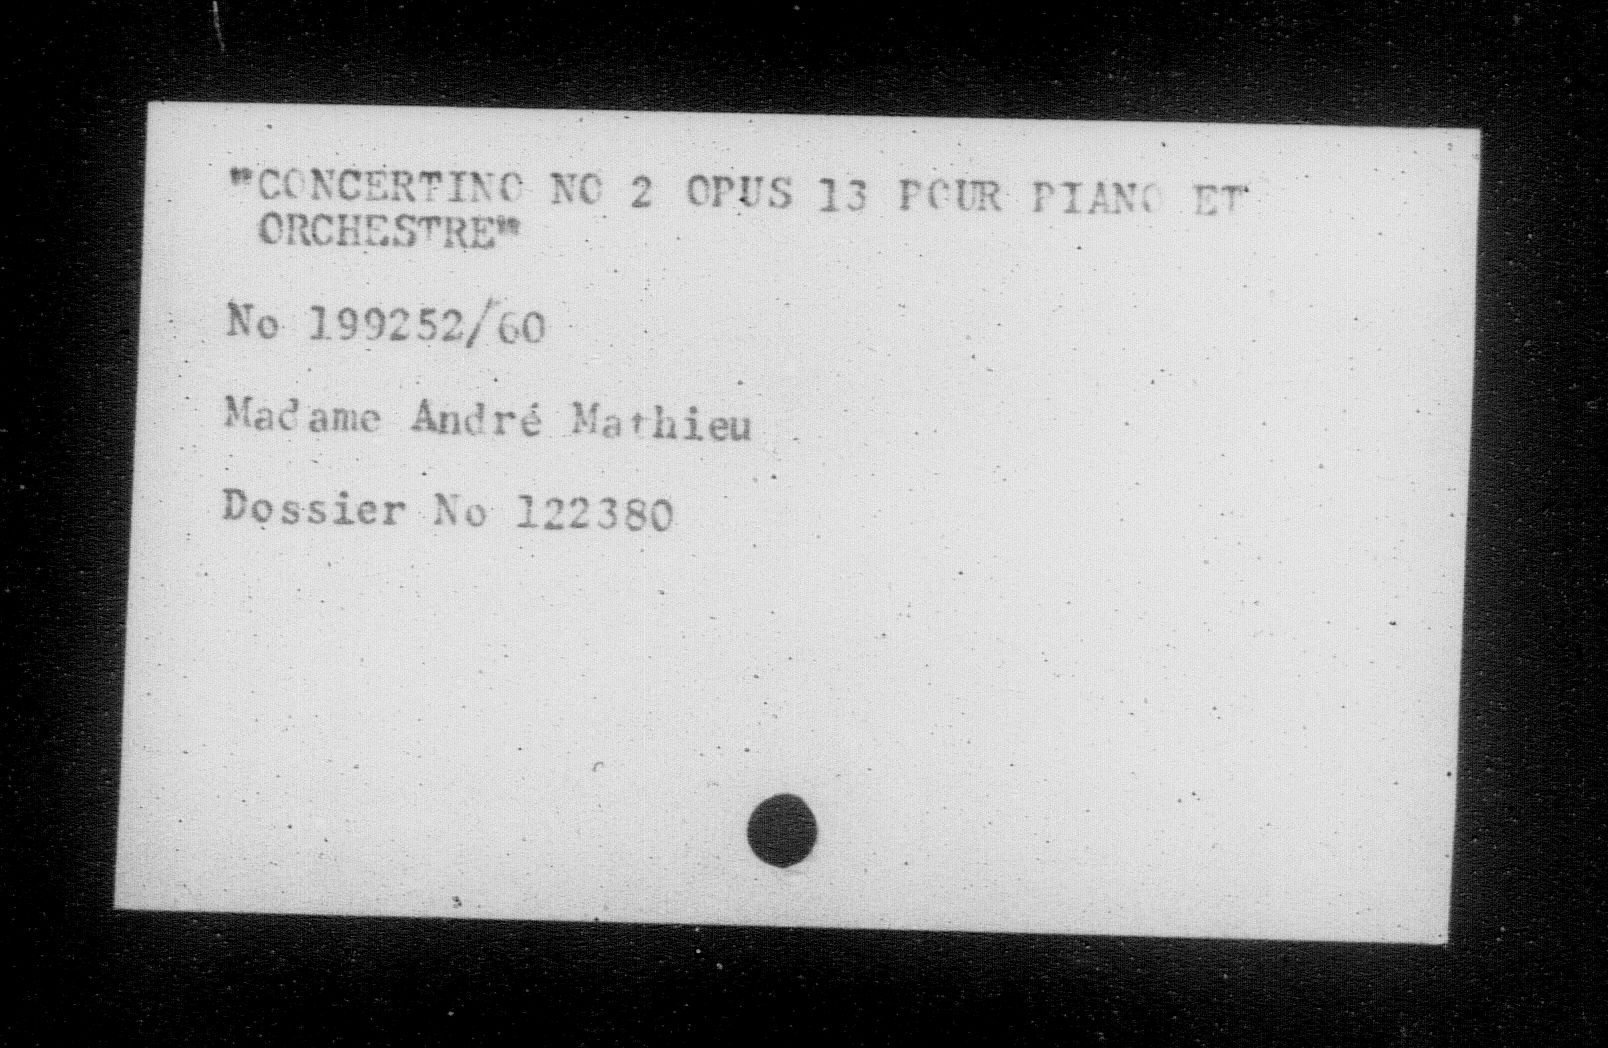 "CONCERTINO NO 2 OPUS 13 POUR PIANO ET
ORCHESTRE"
No 199252/60
Madame André Mathieu
Dossier No 122380